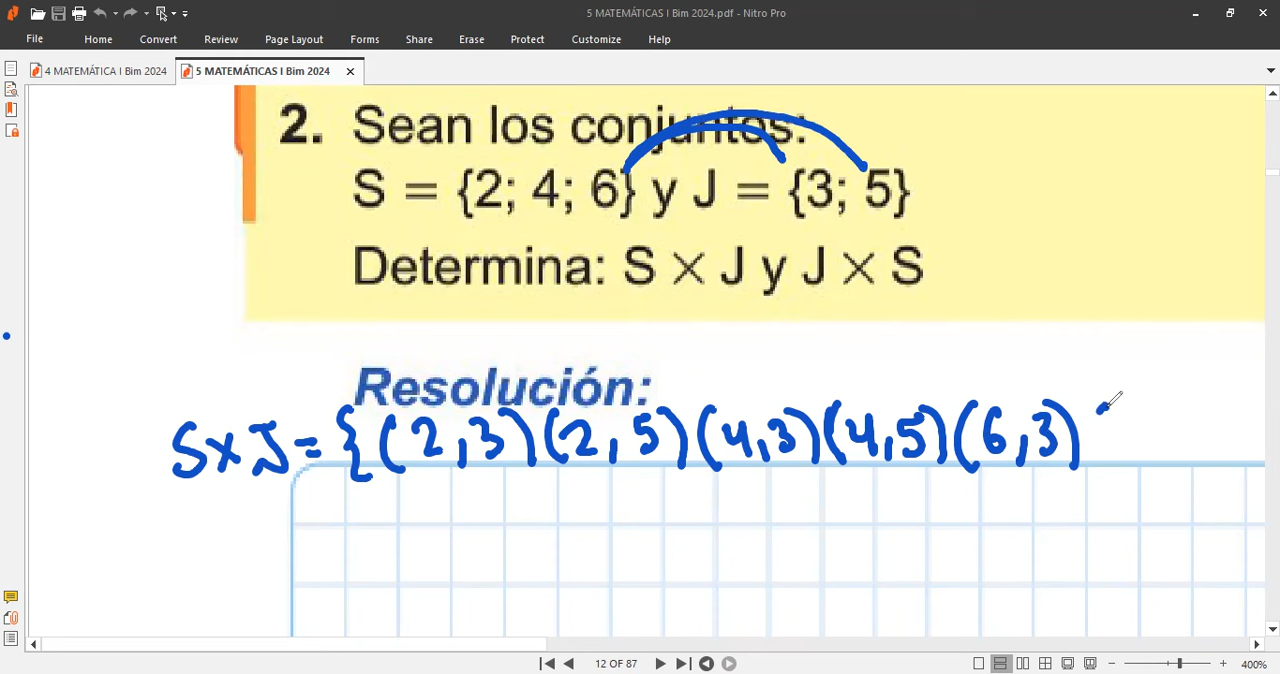 5 MATEMÁTICAS I Bim 2024.pdf - Nitro Pro
File Home Convert Review Page Layout Forms Share Erase Protect Customize Help
4 MATEMÁTICA I Bim 2024 5 MATEMÁTICAS I Bim 2024
2. Sean los conjuntos:
S = {2; 4; 6} y J = {3; 5}
Determina: S × J y J × S
Resolución:
S×J = {(2,3)(2,5)(4,3)(4,5)(6,3)
12 OF 87
400%